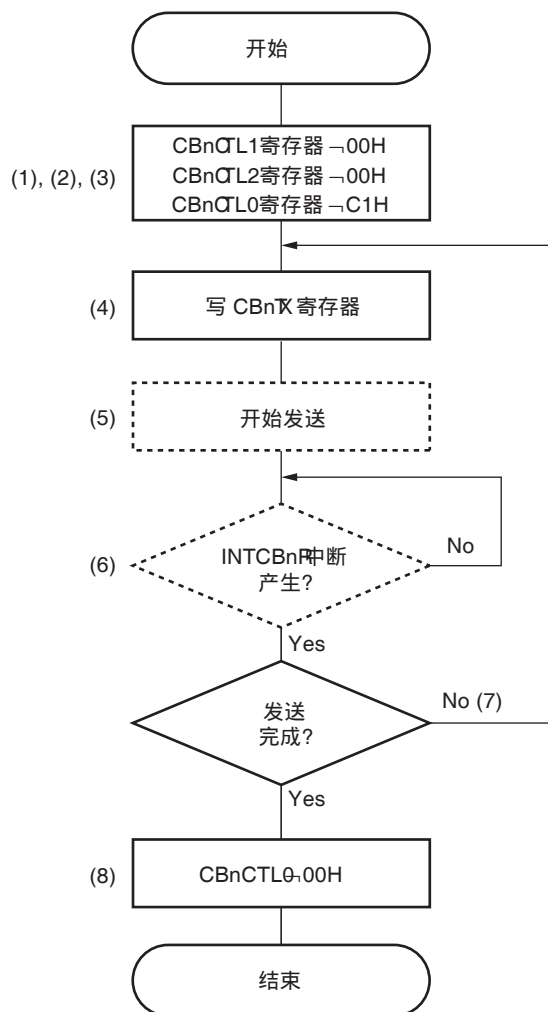 开始
(1), (2), (3)
CBnCTL1寄存器 ¬00H
CBnCTL2寄存器 ¬00H
CBnCTL0寄存器 ¬C1H
(4)
写 CBnTX 寄存器
(5)
开始发送
(6)
INTCBnR中断
产生?
No
Yes
发送
完成?
No (7)
Yes
(8)
CBnCTL0¬00H
结束